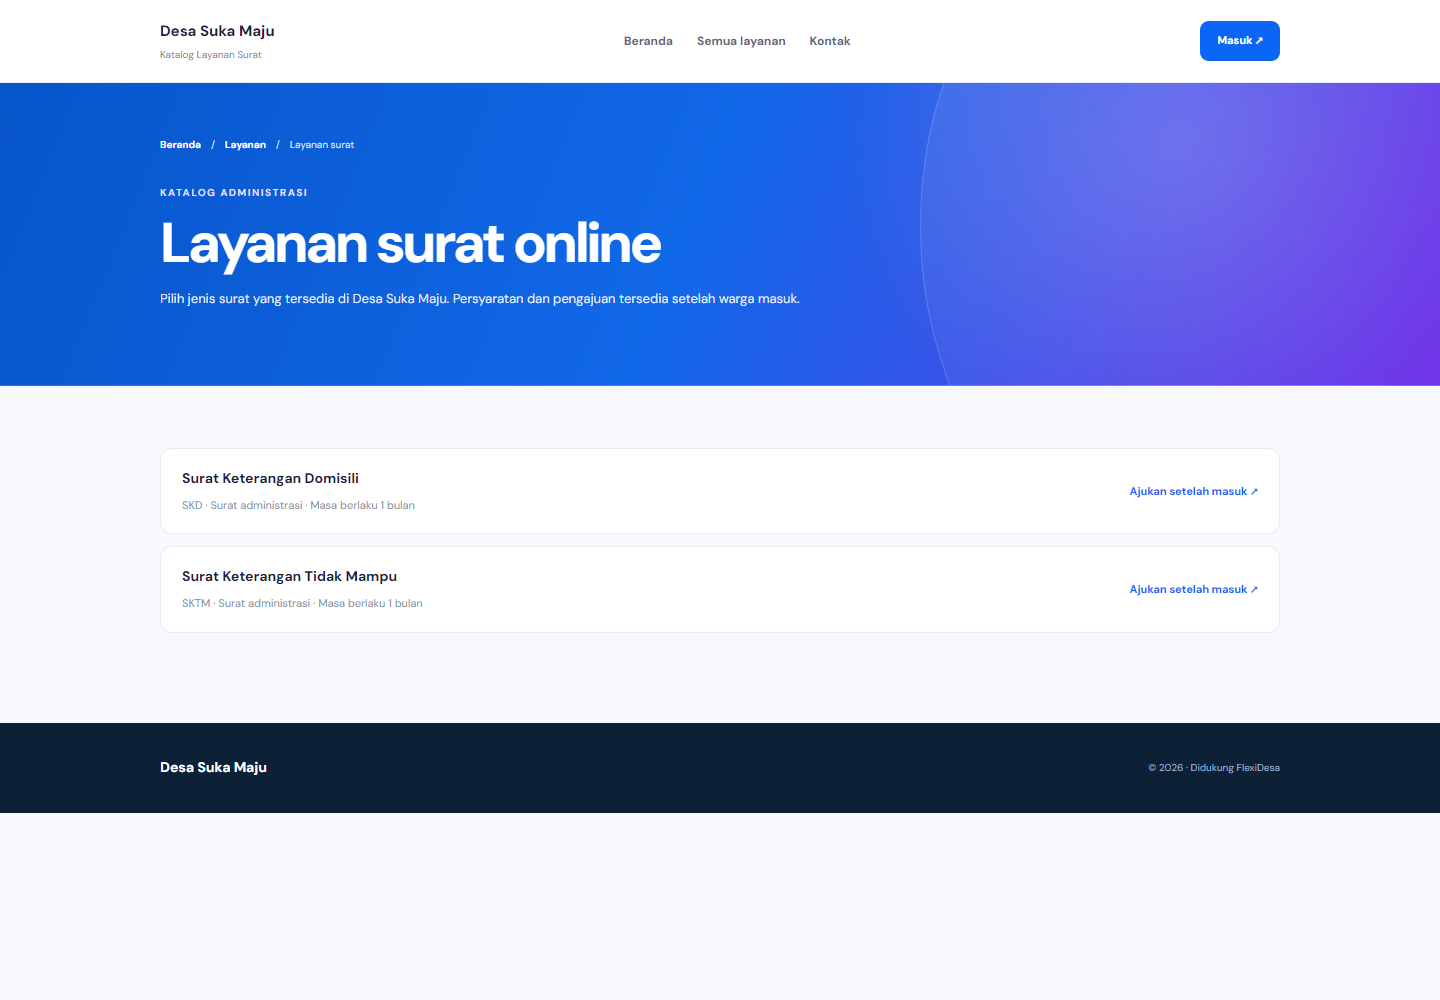 Desa Suka Maju
Katalog Layanan Surat
Beranda Semua layanan Kontak
Masuk ↗
Beranda / Layanan / Layanan surat
KATALOG ADMINISTRASI
Layanan surat online
Pilih jenis surat yang tersedia di Desa Suka Maju. Persyaratan dan pengajuan tersedia setelah warga masuk.
Surat Keterangan Domisili
SKD · Surat administrasi · Masa berlaku 1 bulan
Ajukan setelah masuk ↗
Surat Keterangan Tidak Mampu
SKTM · Surat administrasi · Masa berlaku 1 bulan
Ajukan setelah masuk ↗
Desa Suka Maju
© 2026 · Didukung FlexiDesa